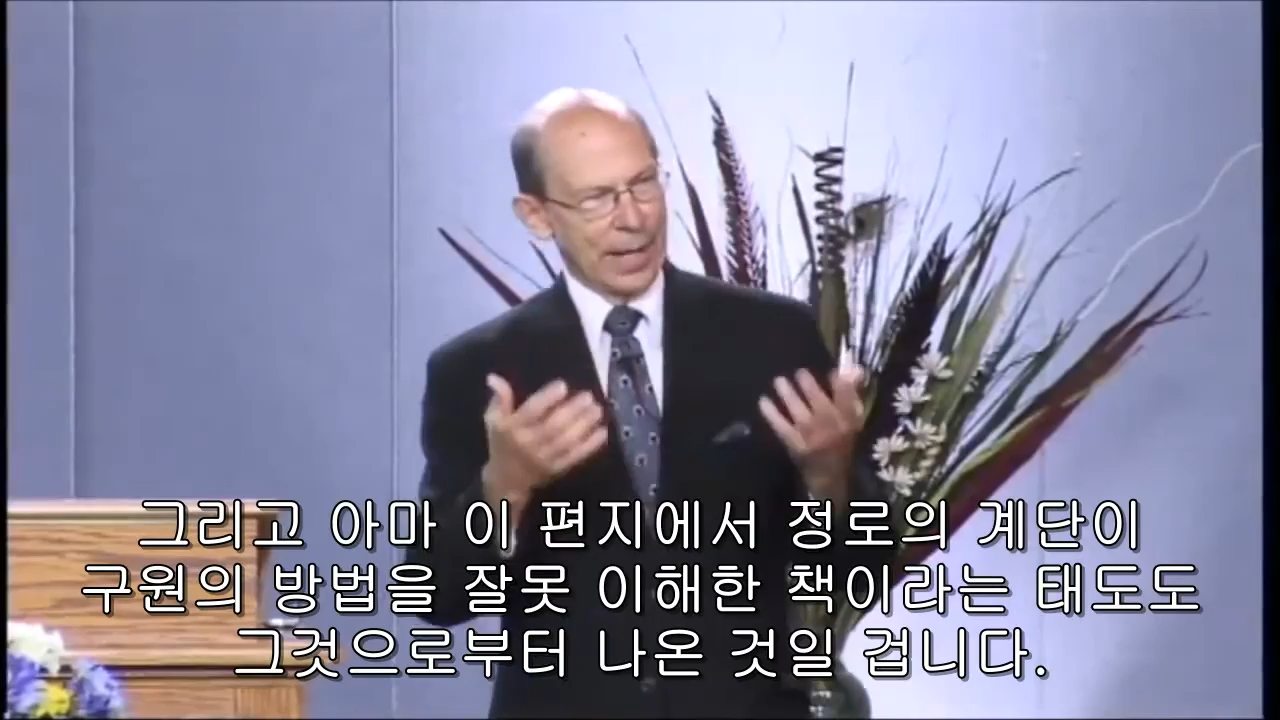 그리고 아마 이 편지에서 정로의 계단이
구원의 방법을 잘못 이해한 책이라는 태도도
그것으로부터 나온 것일 겁니다.